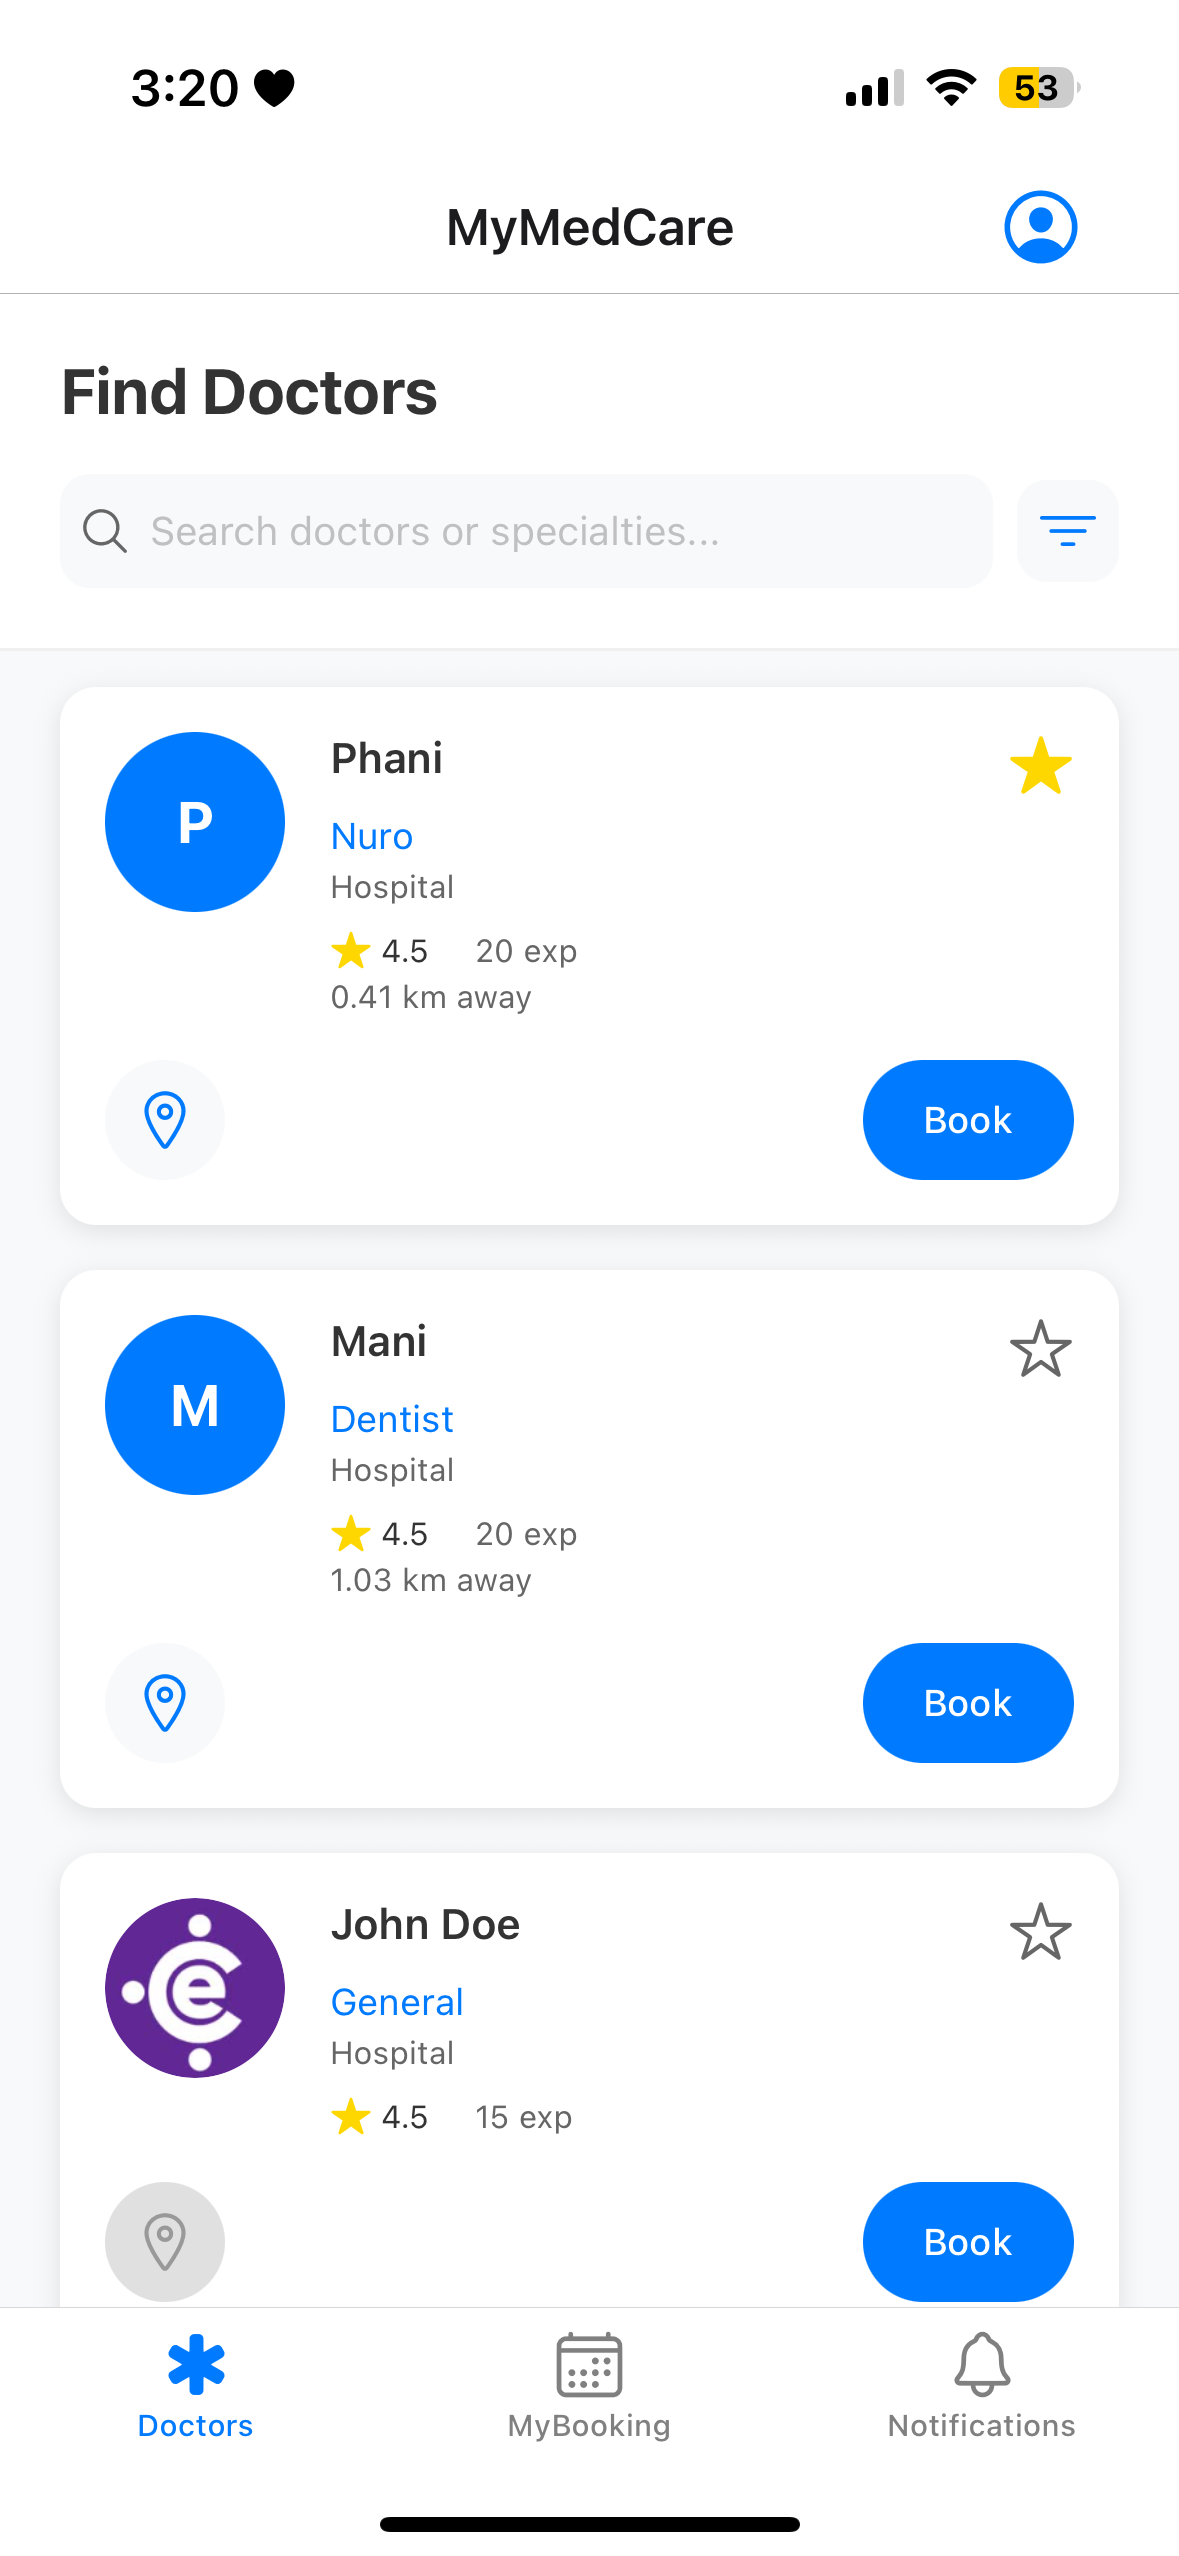 3:20
53
MyMedCare
Find Doctors
Search doctors or specialties...
P
Phani
Nuro
Hospital
4.5 20 exp
0.41 km away
Book
M
Mani
Dentist
Hospital
4.5 20 exp
1.03 km away
Book
e
John Doe
General
Hospital
4.5 15 exp
Book
Doctors
MyBooking
Notifications